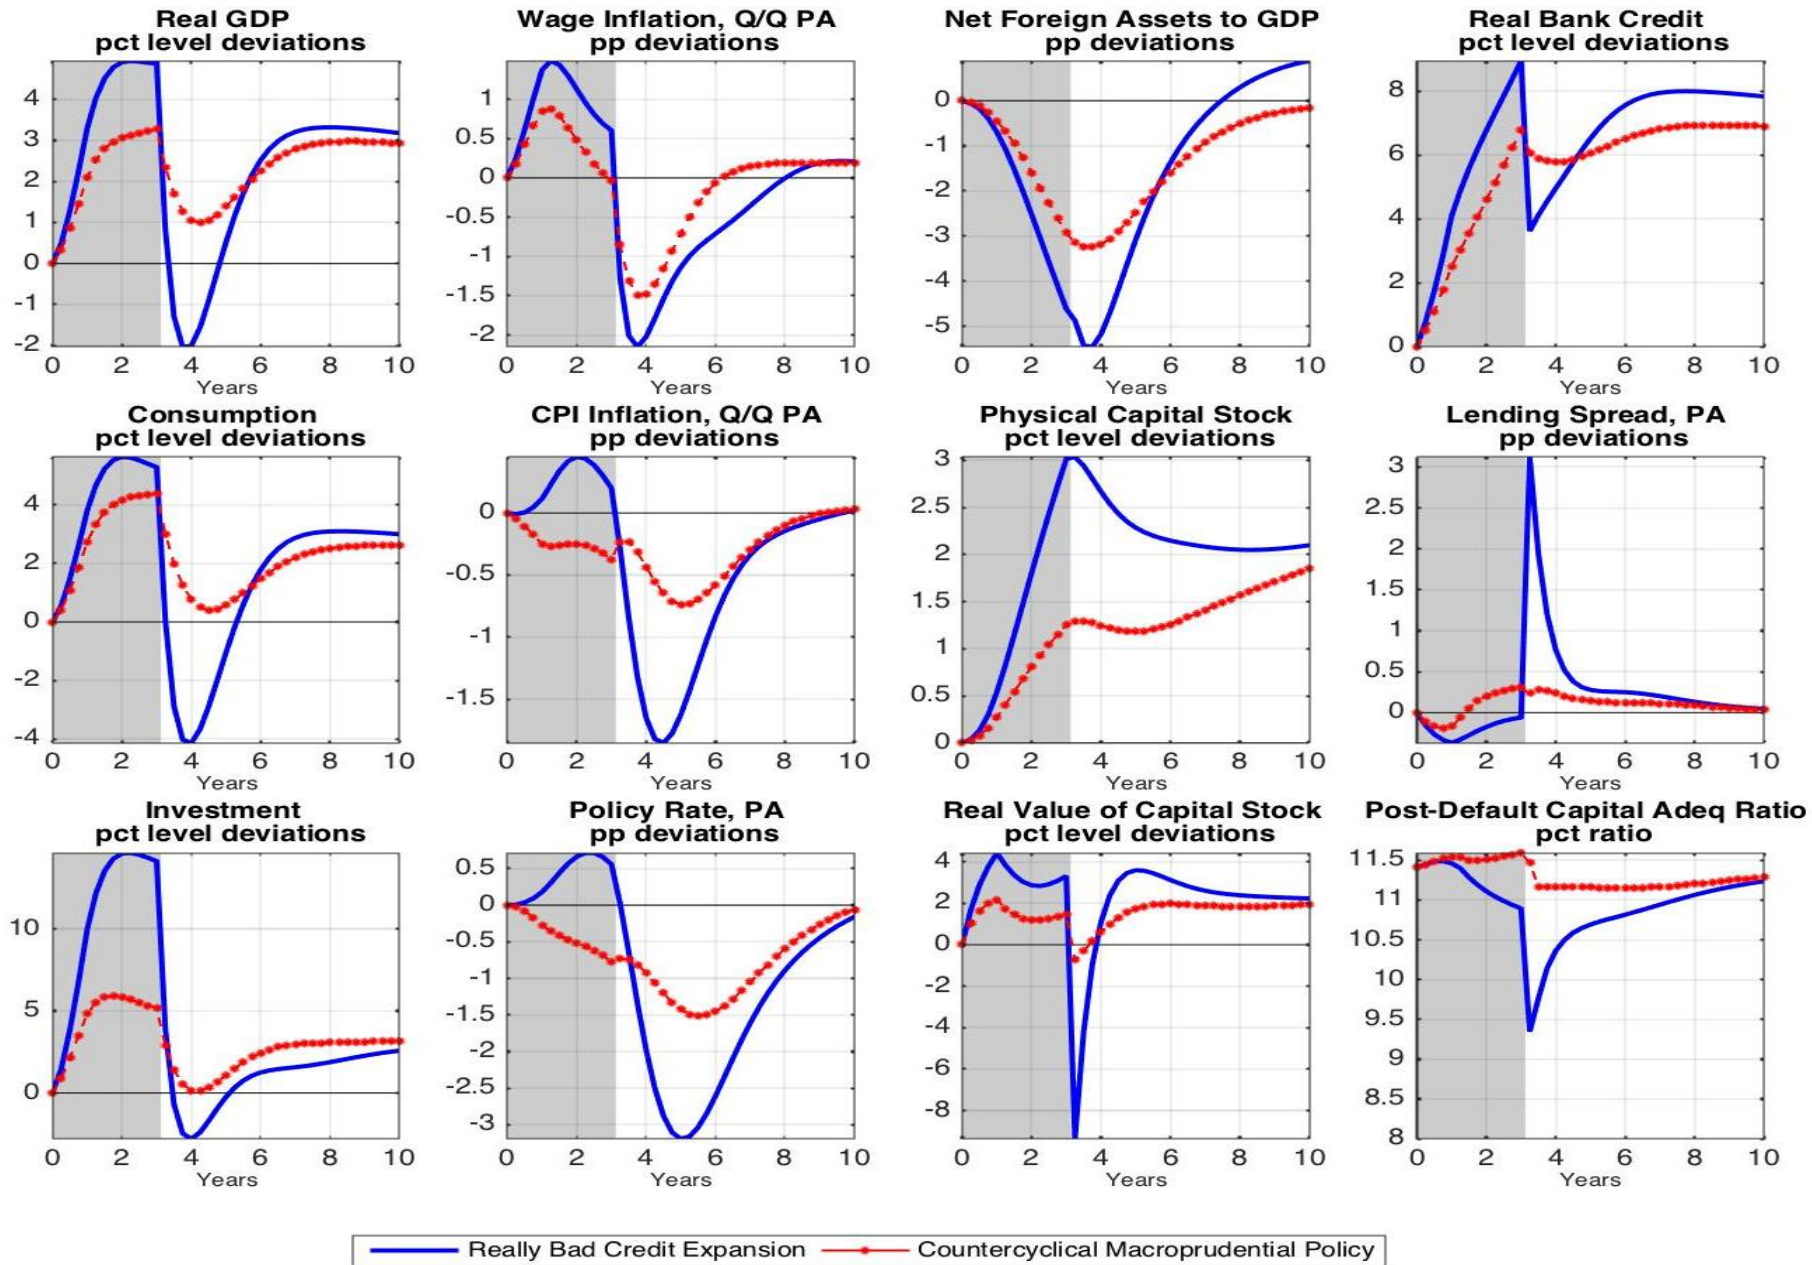 Real GDP
pct level deviations
4
3
2
1
0
-1
-2
0 2 4 6 8 10
Years
Wage Inflation, Q/Q PA
pp deviations
1
0.5
0
-0.5
-1
-1.5
-2
0 2 4 6 8 10
Years
Net Foreign Assets to GDP
pp deviations
0
-1
-2
-3
-4
-5
0 2 4 6 8 10
Years
Real Bank Credit
pct level deviations
8
6
4
2
0
0 2 4 6 8 10
Years
Consumption
pct level deviations
4
2
0
-2
-4
0 2 4 6 8 10
Years
CPI Inflation, Q/Q PA
pp deviations
0
-0.5
-1
-1.5
0 2 4 6 8 10
Years
Physical Capital Stock
pct level deviations
3
2.5
2
1.5
1
0.5
0
0 2 4 6 8 10
Years
Lending Spread, PA
pp deviations
3
2.5
2
1.5
1
0.5
0
0 2 4 6 8 10
Years
Investment
pct level deviations
10
5
0
0 2 4 6 8 10
Years
Policy Rate, PA
pp deviations
0.5
0
-0.5
-1
-1.5
-2
-2.5
-3
0 2 4 6 8 10
Years
Real Value of Capital Stock
pct level deviations
4
2
0
-2
-4
-6
-8
0 2 4 6 8 10
Years
Post-Default Capital Adeq Ratio
pct ratio
11.5
11
10.5
10
9.5
9
8.5
8
0 2 4 6 8 10
Years
Really Bad Credit Expansion
Countercyclical Macroprudential Policy